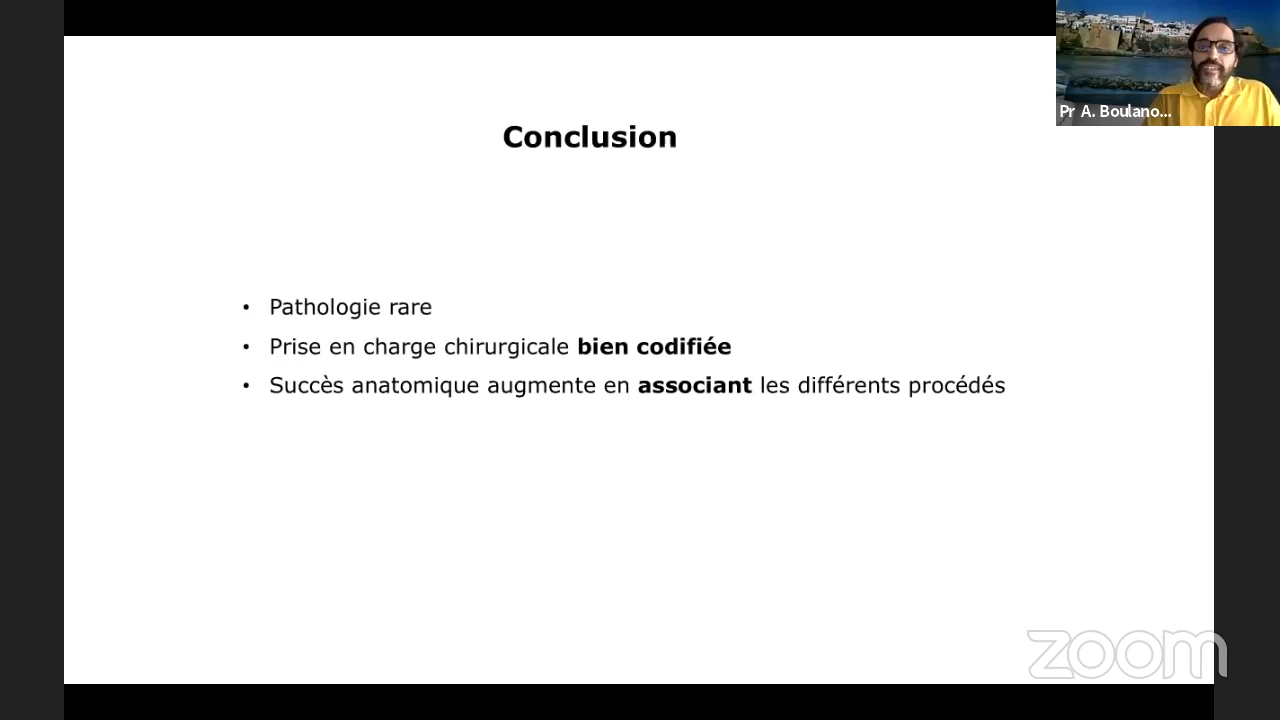 Pr A. Boulano...
Conclusion
• Pathologie rare
• Prise en charge chirurgicale bien codifiée
• Succès anatomique augmente en associant les différents procédés
zoom